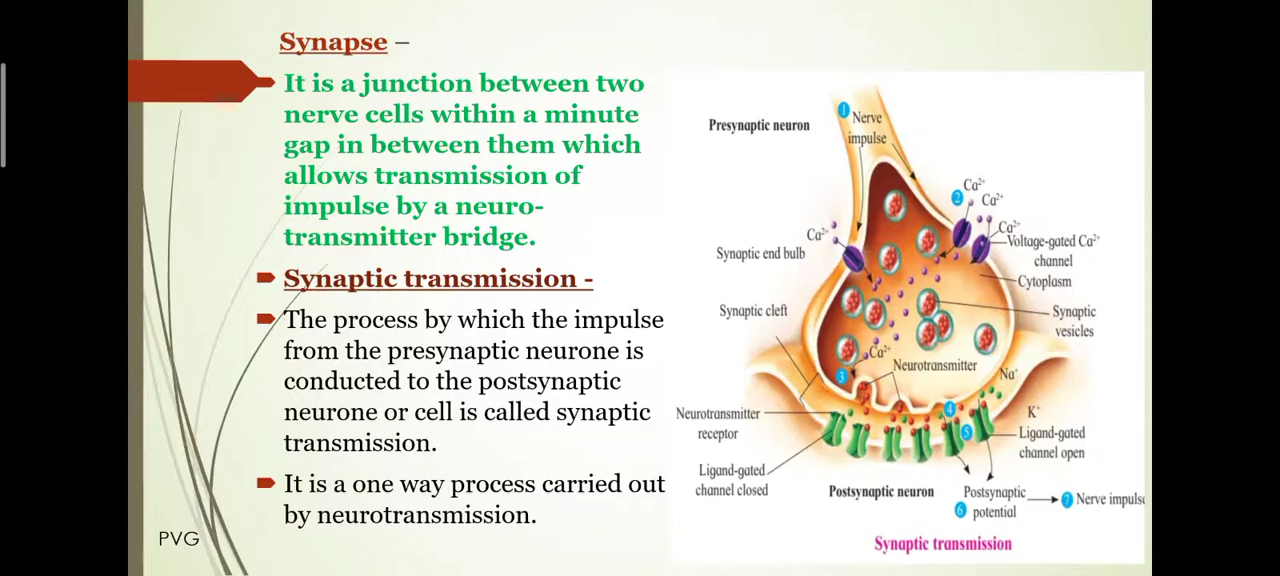 Synapse –
It is a junction between two
nerve cells within a minute
gap in between them which
allows transmission of
impulse by a neuro-
transmitter bridge.
Synaptic transmission -
The process by which the impulse
from the presynaptic neurone is
conducted to the postsynaptic
neurone or cell is called synaptic
transmission.
It is a one way process carried out
by neurotransmission.
PVG
Presynaptic neuron
1 Nerve
impulse
2 Ca²⁺
Ca²⁺
Ca²⁺
Ca²⁺
Voltage-gated Ca²⁺
channel
Synaptic end bulb
Cytoplasm
Synaptic cleft
Synaptic
vesicles
Ca²⁺
3
Neurotransmitter
Na⁺
4
K⁺
Neurotransmitter
receptor
5
Ligand-gated
channel open
Ligand-gated
channel closed
Postsynaptic neuron
Postsynaptic
6 potential
7 Nerve impulse
Synaptic transmission